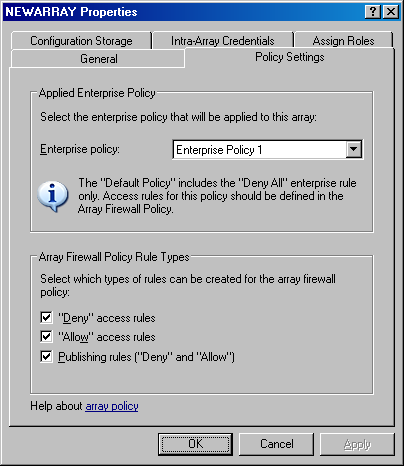 NEWARRAY Properties
Configuration Storage
Intra-Array Credentials
Assign Roles
General
Policy Settings
Applied Enterprise Policy
Select the enterprise policy that will be applied to this array:
Enterprise policy:
Enterprise Policy 1
The "Default Policy" includes the "Deny All" enterprise rule
only. Access rules for this policy should be defined in the
Array Firewall Policy.
Array Firewall Policy Rule Types
Select which types of rules can be created for the array firewall
policy:
"Deny" access rules
"Allow" access rules
Publishing rules ("Deny" and "Allow")
Help about array policy
OK
Cancel
Apply